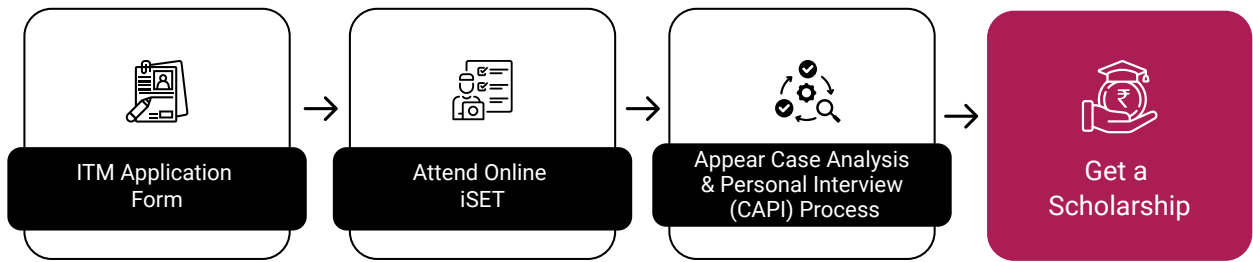 ITM Application
Form
Attend Online
iSET
Appear Case Analysis
& Personal Interview
(CAPI) Process
₹
Get a
Scholarship